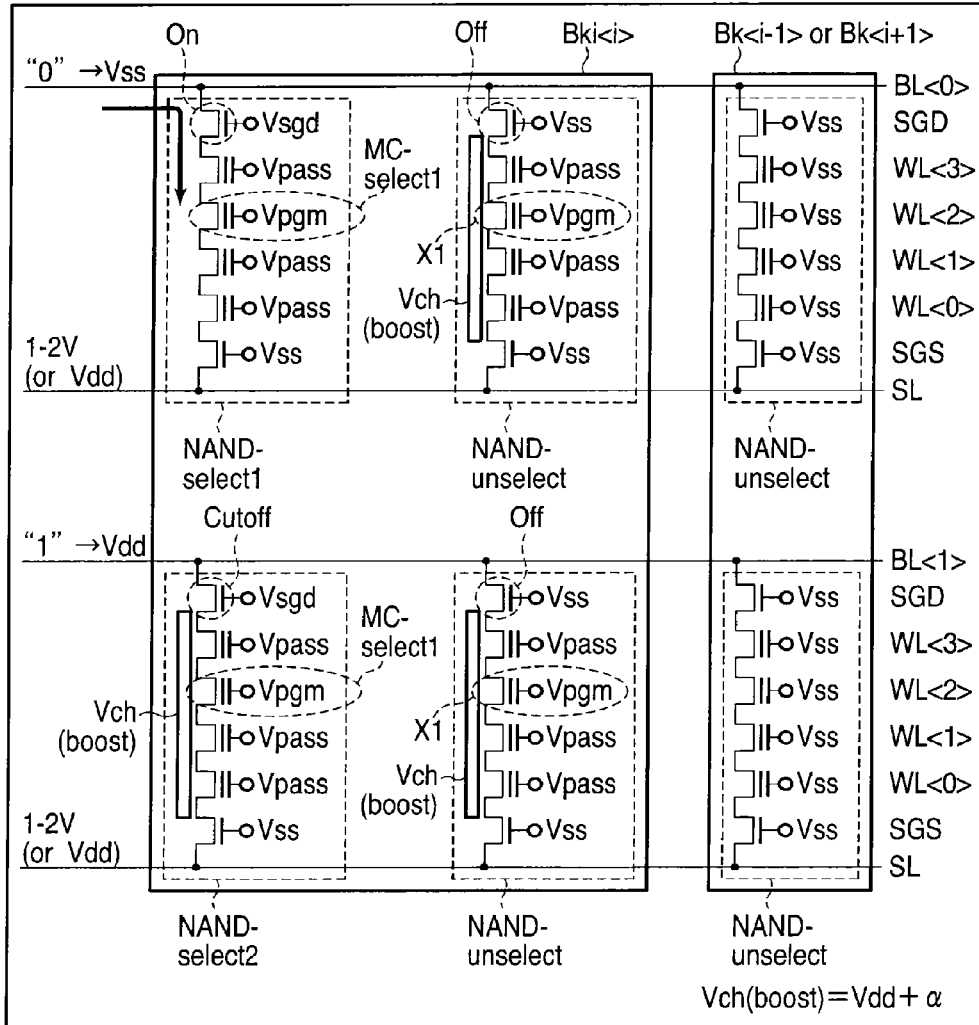 On
Off
Bki<i>
Bk<i-1> or Bk<i+1>
“0” →Vss
BL<0>
Vsgd
Vss
Vss
SGD
Vpass
MC-
select1
Vpass
Vss
WL<3>
Vpgm
Vpgm
Vss
WL<2>
X1
Vpass
Vpass
Vss
WL<1>
Vch
(boost)
Vpass
Vpass
Vss
WL<0>
1-2V
(or Vdd)
Vss
Vss
Vss
SGS
SL
NAND-
select1
NAND-
unselect
NAND-
unselect
Cutoff
Off
“1” →Vdd
BL<1>
Vsgd
Vss
Vss
SGD
Vpass
MC-
select1
Vpass
Vss
WL<3>
Vpgm
Vpgm
Vss
WL<2>
Vch
(boost)
X1
Vpass
Vpass
Vss
WL<1>
Vch
(boost)
Vpass
Vpass
Vss
WL<0>
1-2V
(or Vdd)
Vss
Vss
Vss
SGS
SL
NAND-
select2
NAND-
unselect
NAND-
unselect
Vch(boost)=Vdd+ α